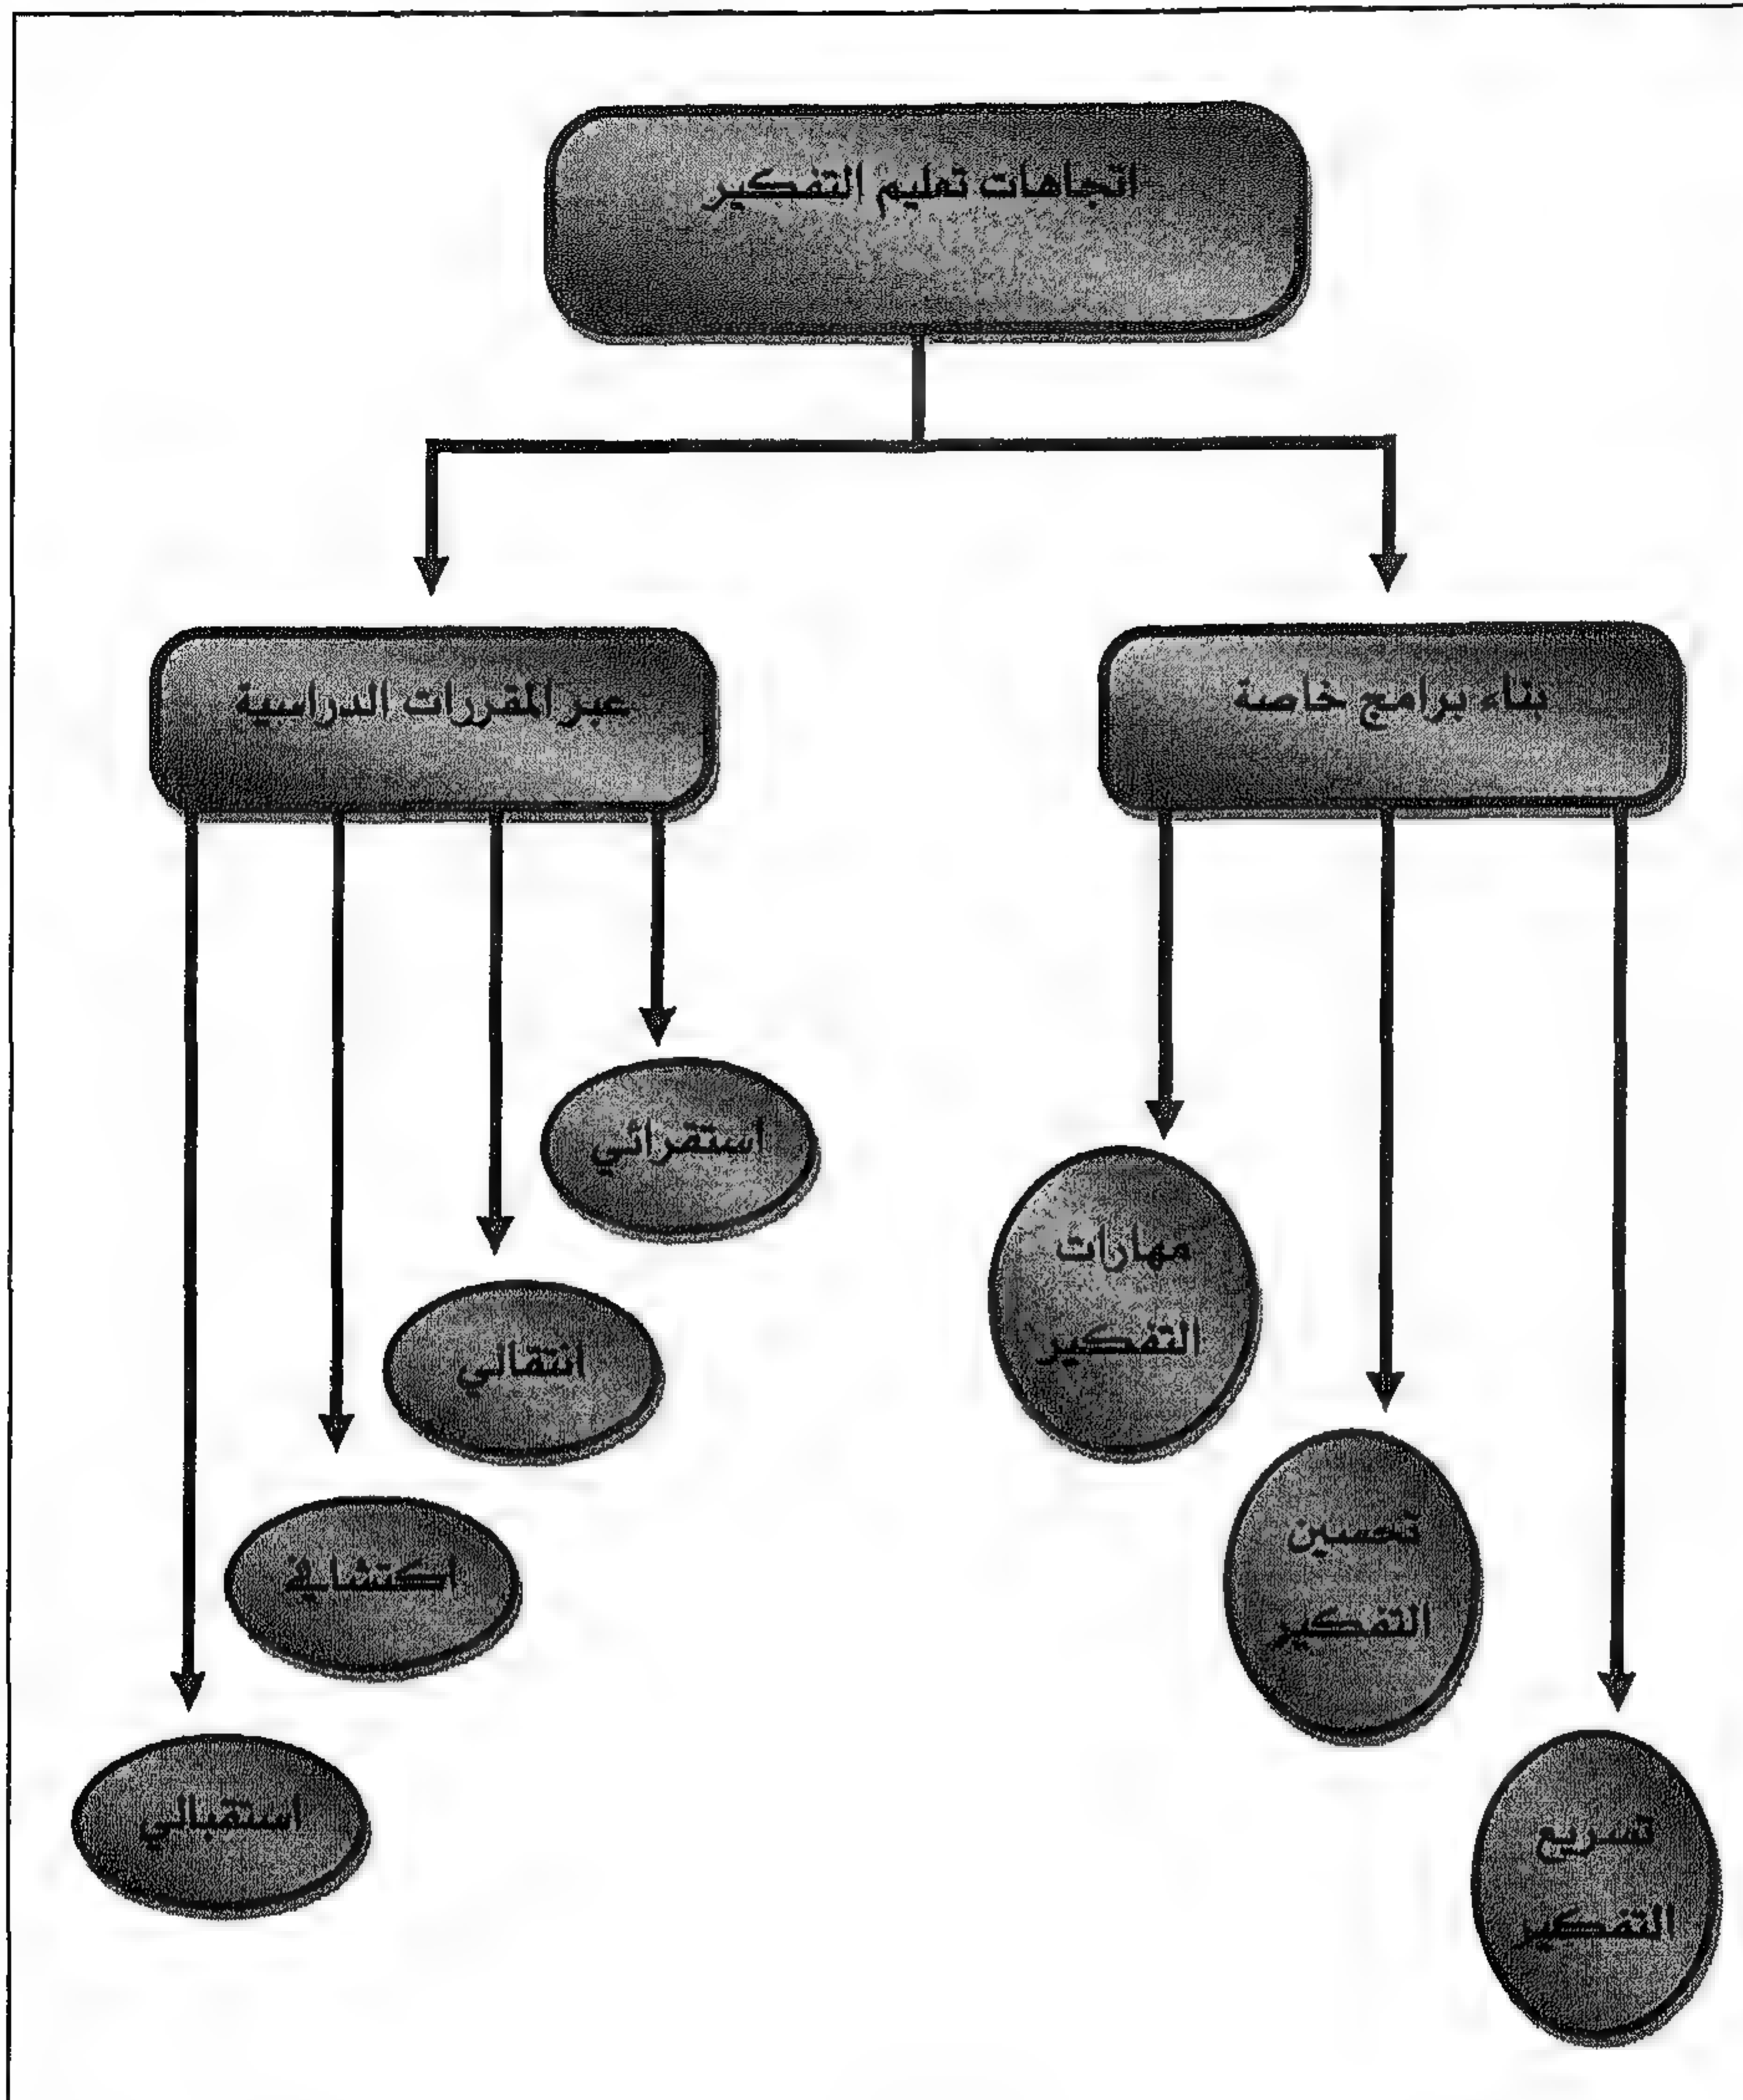 اتجاهات تعليم التفكير
بناء برامج خاصة
عبر المقررات الدراسية
استقرائي
مهارات
التفكير
انتقالي
تحسين
التفكير
اكتشافي
استقبالي
تسريع
التفكير